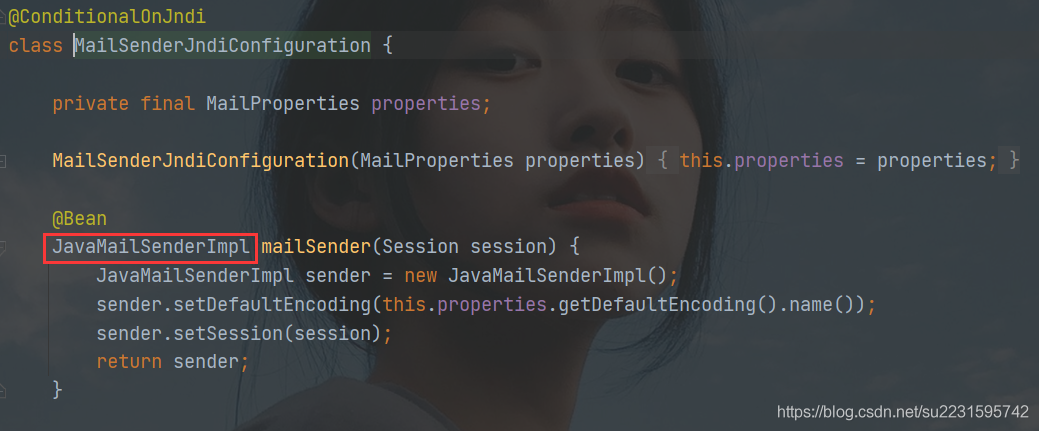 @ConditionalOnJndi
class MailSenderJndiConfiguration {
private final MailProperties properties;
MailSenderJndiConfiguration(MailProperties properties) { this.properties = properties; }
@Bean
JavaMailSenderImpl mailSender(Session session) {
JavaMailSenderImpl sender = new JavaMailSenderImpl();
sender.setDefaultEncoding(this.properties.getDefaultEncoding().name());
sender.setSession(session);
return sender;
}
https://blog.csdn.net/su2231595742